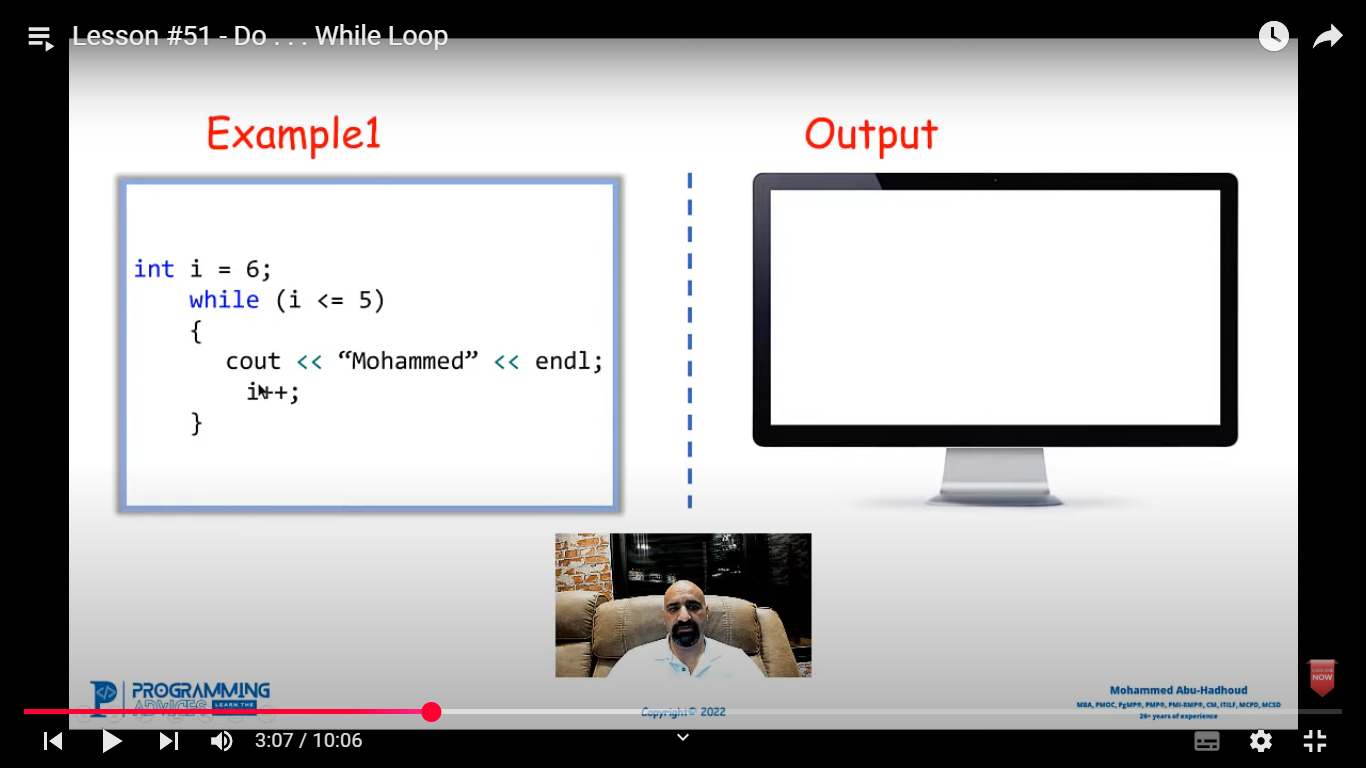 Lesson #51 - Do . . . While Loop
Example1
Output
int i = 6;
while (i <= 5)
{
cout << “Mohammed” << endl;
i++;
}
PROGRAMMING
ADVICES
LEARN THE
Mohammed Abu-Hadhoud
MBA, PMOC, PgMP®, PMP®, PMI-RMP®, CM, ITILF, MCPD, MCSD
26+ years of experience
Copyright© 2022
NOW
3:07 / 10:06